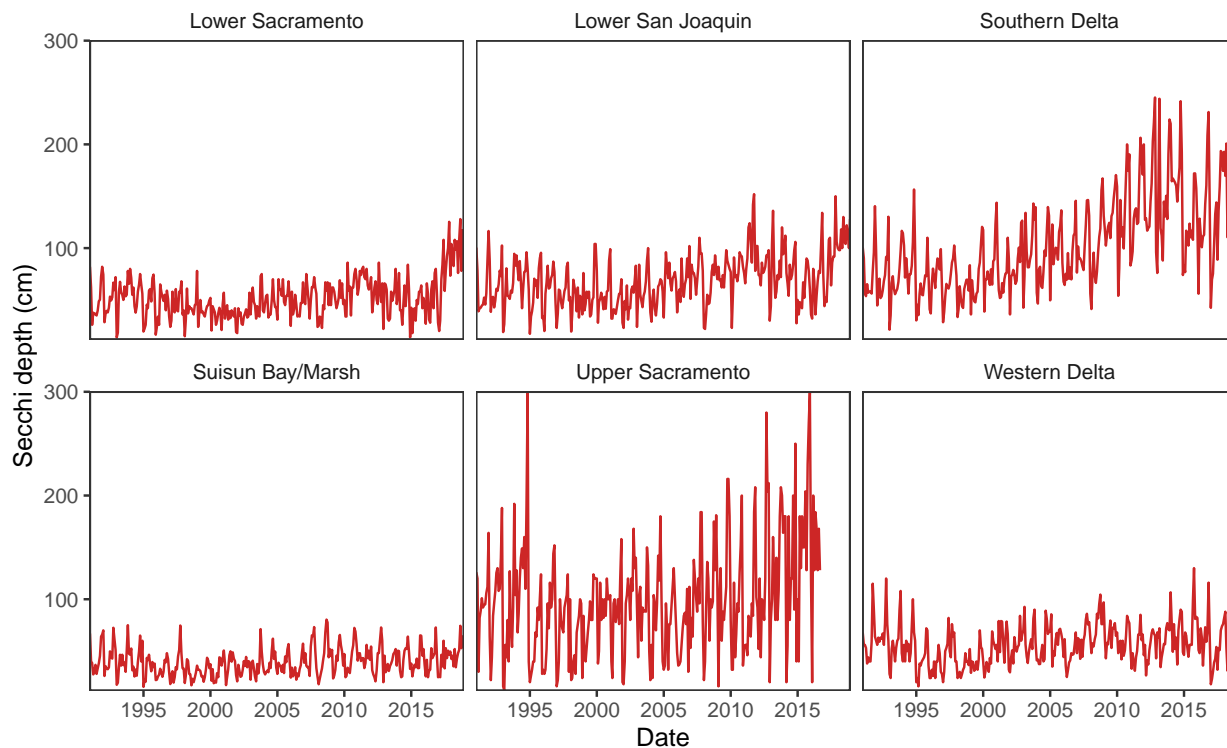 Lower Sacramento
Lower San Joaquin
Southern Delta
300
200
100
Suisun Bay/Marsh
Upper Sacramento
Western Delta
300
200
100
Secchi depth (cm)
1995 2000 2005 2010 2015
1995 2000 2005 2010 2015
1995 2000 2005 2010 2015
Date